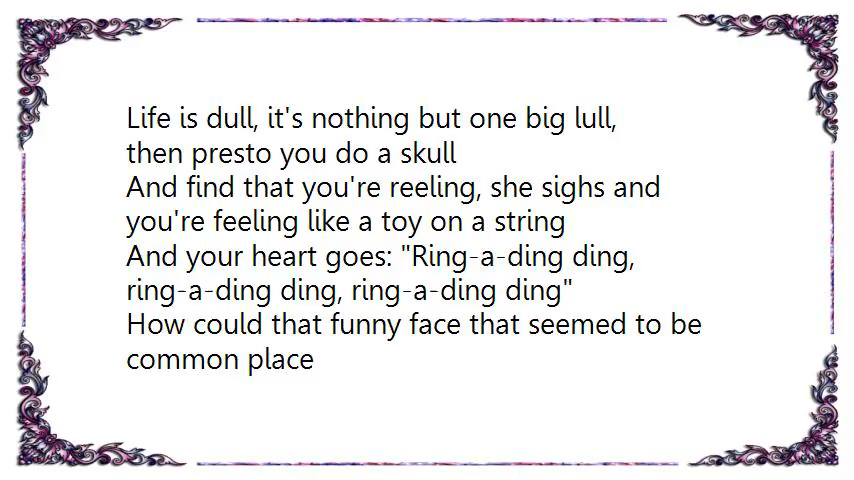 Life is dull, it's nothing but one big lull,
then presto you do a skull
And find that you're reeling, she sighs and
you're feeling like a toy on a string
And your heart goes: "Ring-a-ding ding,
ring-a-ding ding, ring-a-ding ding"
How could that funny face that seemed to be
common place